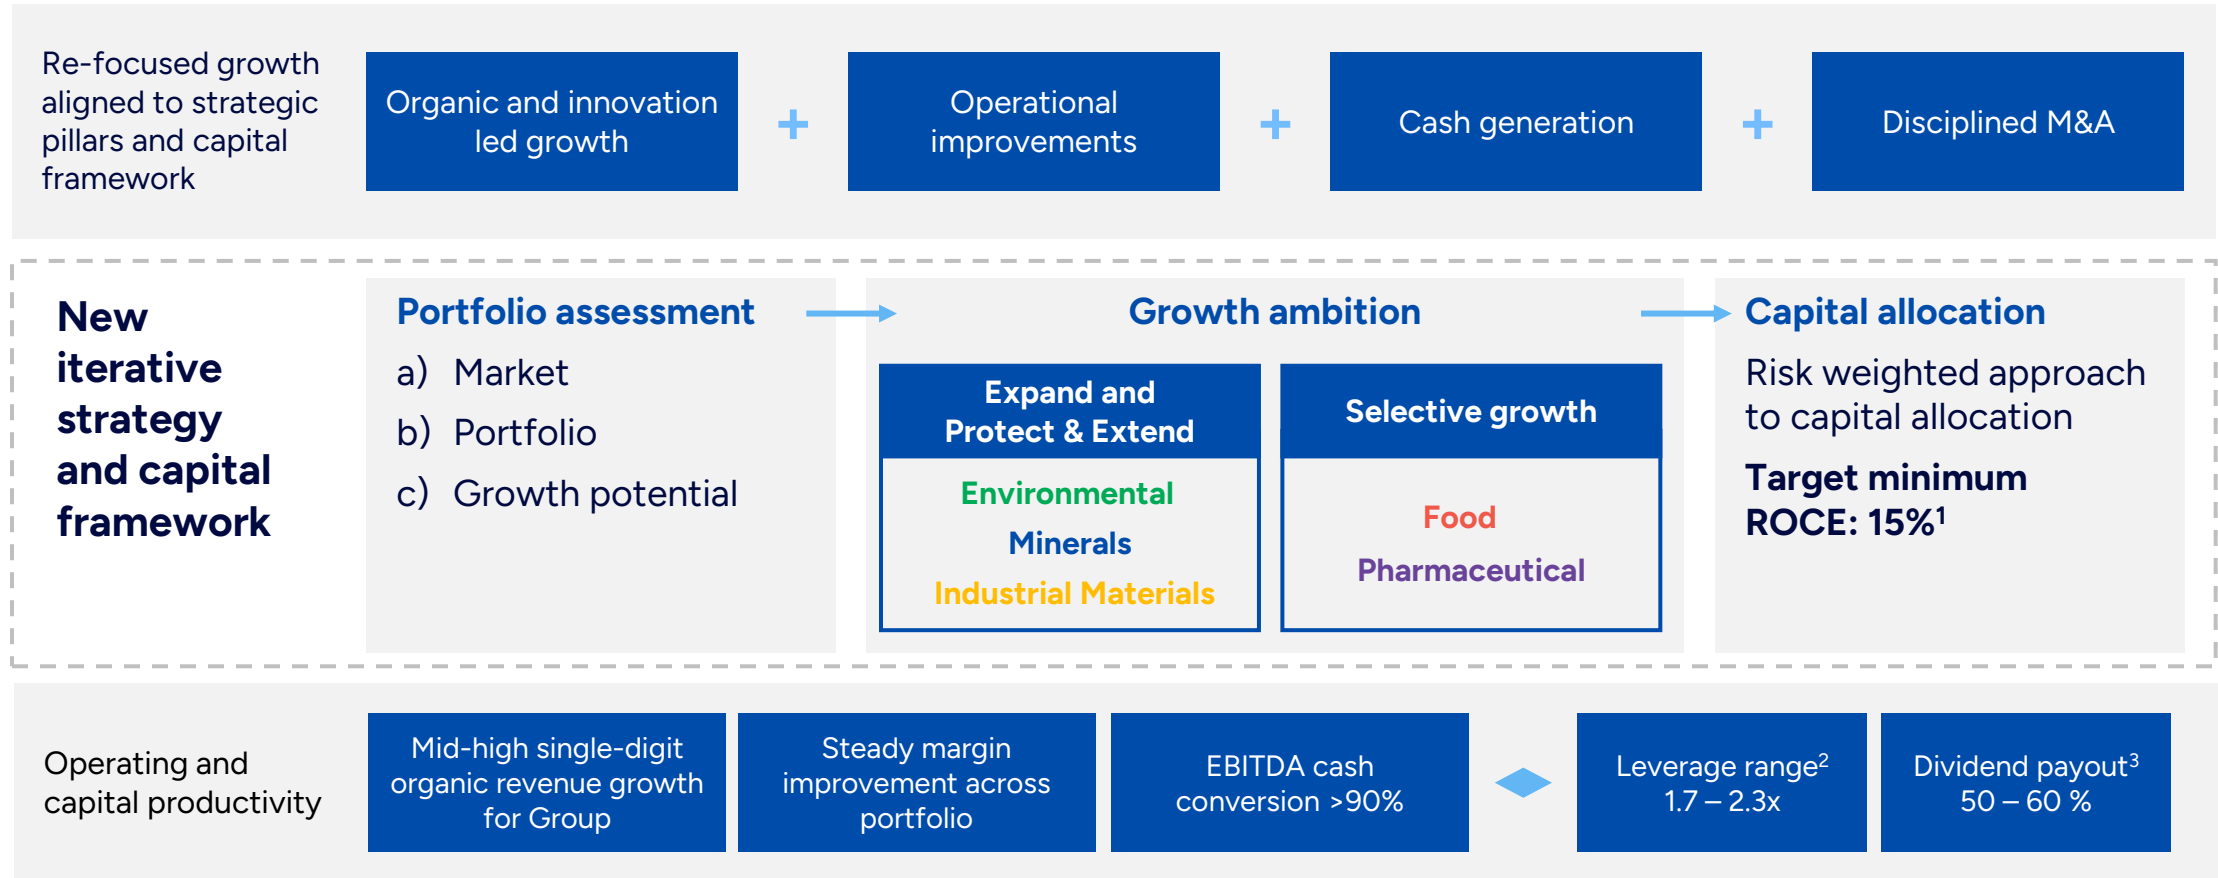 Re-focused growth
aligned to strategic
pillars and capital
framework
Organic and innovation
led growth
+
Operational
improvements
+
Cash generation
+
Disciplined M&A
New
iterative
strategy
and capital
framework
Portfolio assessment
a) Market
b) Portfolio
c) Growth potential
Growth ambition
Expand and
Protect & Extend
Environmental
Minerals
Industrial Materials
Selective growth
Food
Pharmaceutical
Capital allocation
Risk weighted approach
to capital allocation
Target minimum
ROCE: 15%¹
Operating and
capital productivity
Mid-high single-digit
organic revenue growth
for Group
Steady margin
improvement across
portfolio
EBITDA cash
conversion >90%
Leverage range²
1.7 – 2.3x
Dividend payout³
50 – 60 %